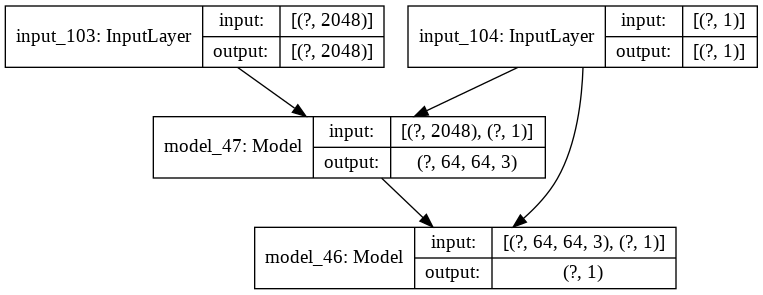 input_103: InputLayer
input:
[(?, 2048)]
output:
[(?, 2048)]
input_104: InputLayer
input:
[(?, 1)]
output:
[(?, 1)]
model_47: Model
input:
[(?, 2048), (?, 1)]
output:
(?, 64, 64, 3)
model_46: Model
input:
[(?, 64, 64, 3), (?, 1)]
output:
(?, 1)